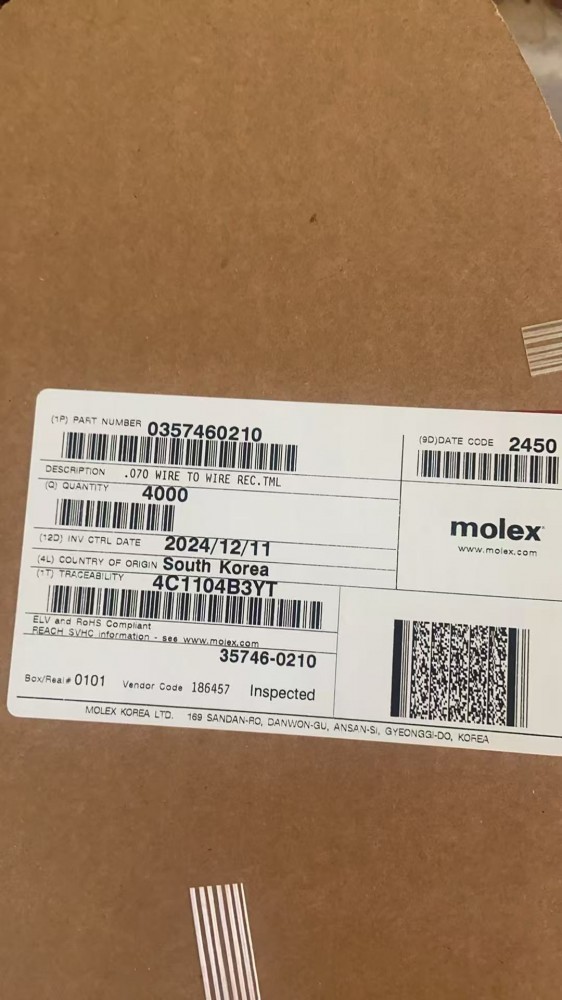 (1P) PART NUMBER 0357460210
(9D)DATE CODE 2450
DESCRIPTION .070 WIRE TO WIRE REC.TML
(Q) QUANTITY 4000
molex
www.molex.com
(12D) INV CTRL DATE 2024/12/11
(4L) COUNTRY OF ORIGIN South Korea
(1T) TRACEABILITY 4C1104B3YT
ELV and RoHS Compliant
REACH SVHC information - see www.molex.com
35746-0210
Box/Real# 0101 Vendor Code 186457 Inspected
MOLEX KOREA LTD. 169 SANDAN-RO, DANWON-GU, ANSAN-SI, GYEONGGI-DO, KOREA